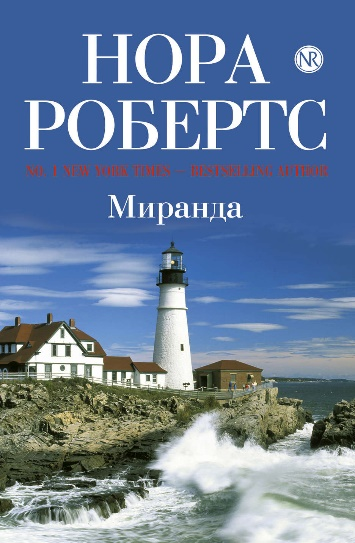 НОРА
NR
РОБЕРТС
NO. 1 NEW YORK TIMES — BESTSELLING AUTHOR
Миранда